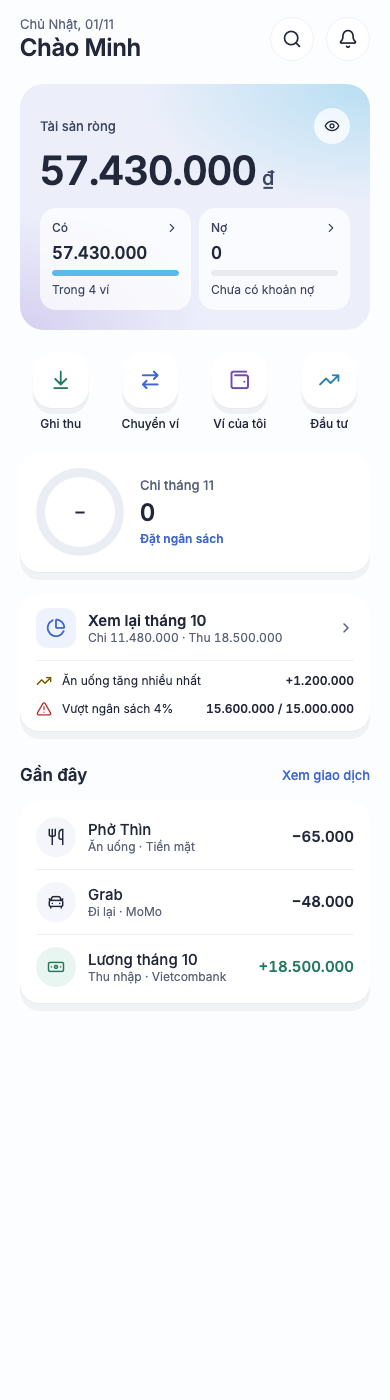 Chủ Nhật, 01/11
Chào Minh
Tài sản ròng
57.430.000 ₫
Có
57.430.000
Trong 4 ví
Nợ
0
Chưa có khoản nợ
Ghi thu
Chuyển ví
Ví của tôi
Đầu tư
–
Chi tháng 11
0
Đặt ngân sách
Xem lại tháng 10
Chi 11.480.000 · Thu 18.500.000
Ăn uống tăng nhiều nhất +1.200.000
Vượt ngân sách 4% 15.600.000 / 15.000.000
Gần đây Xem giao dịch
Phở Thìn −65.000
Ăn uống · Tiền mặt
Grab −48.000
Đi lại · MoMo
Lương tháng 10 +18.500.000
Thu nhập · Vietcombank